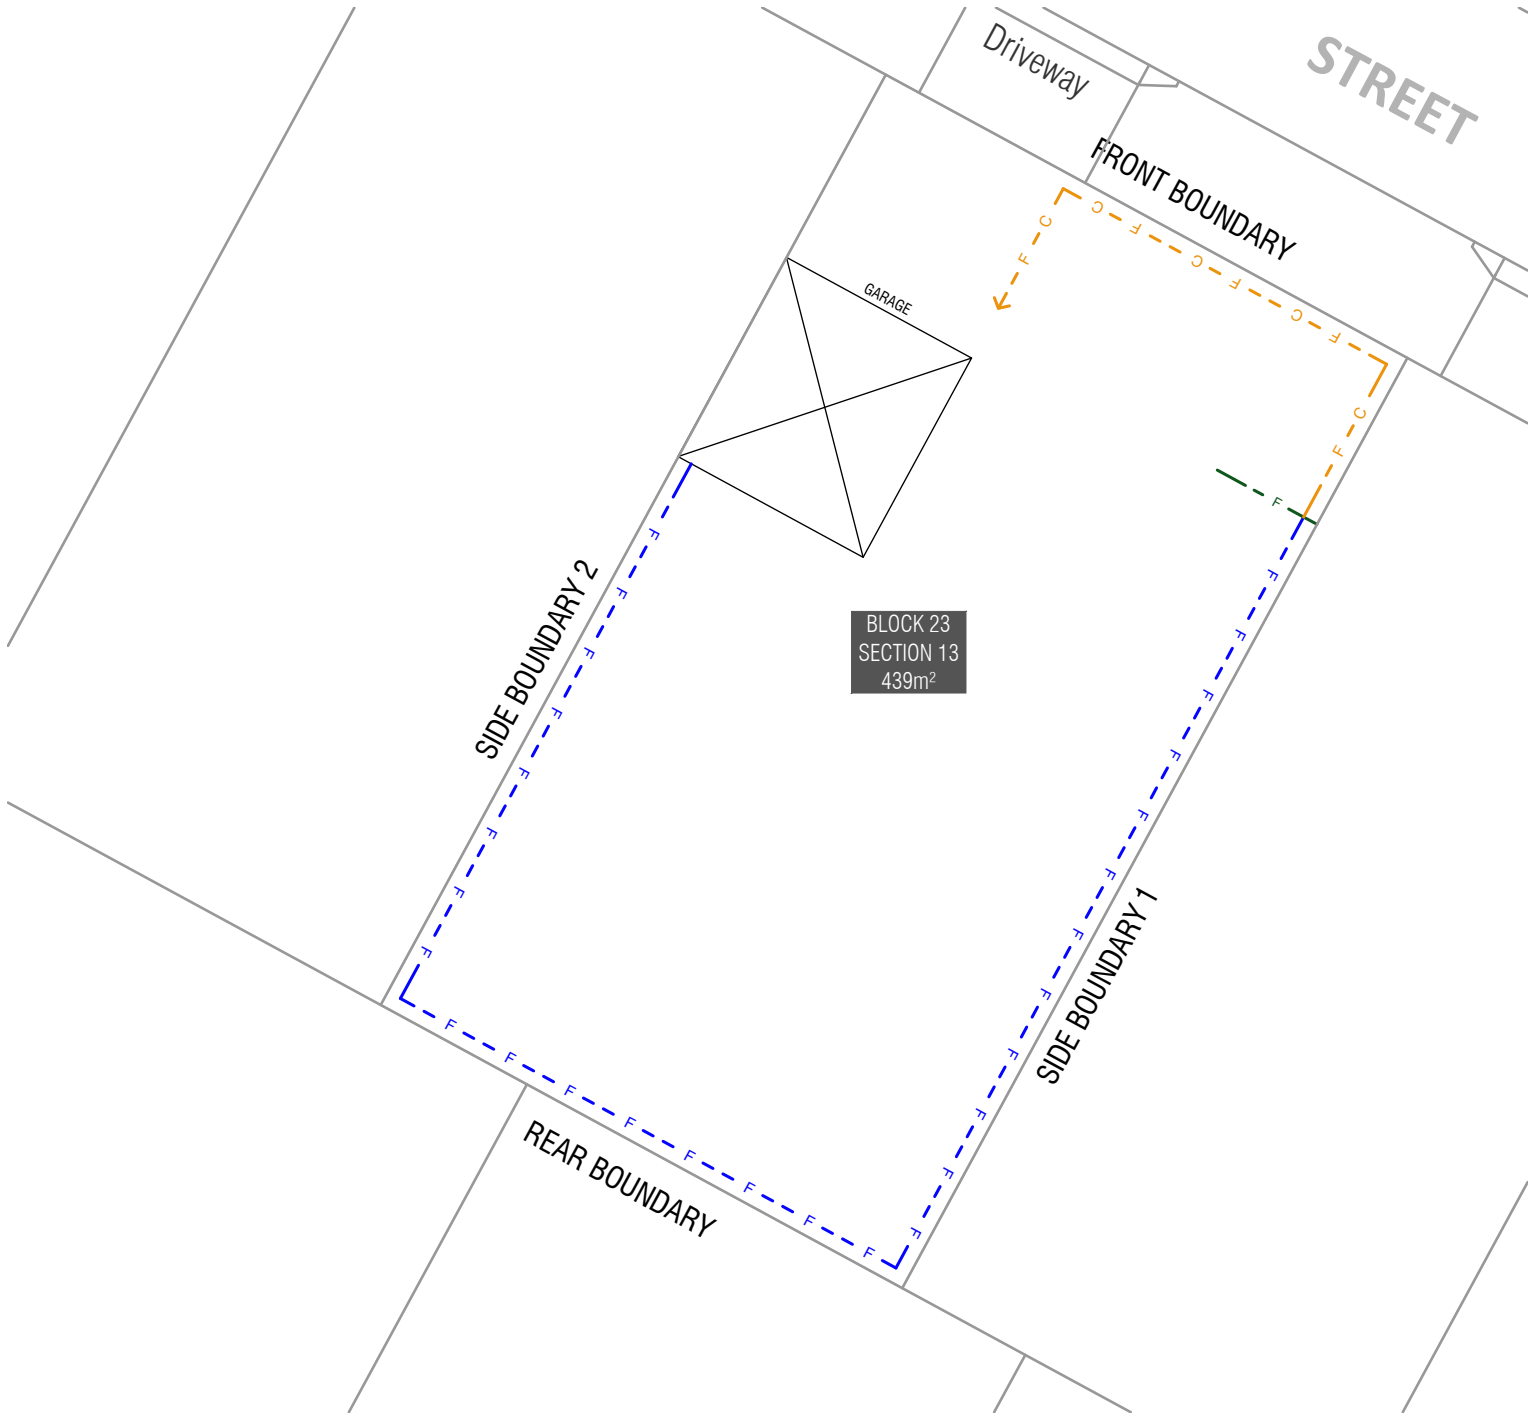 STREET
Driveway
FRONT BOUNDARY
C F C F C F
C F
GARAGE
C F
F
SIDE BOUNDARY 2
F F F F F F F F
BLOCK 23
SECTION 13
439m²
F F F F F F F F F F F F
SIDE BOUNDARY 1
F F F F F F F F
REAR BOUNDARY